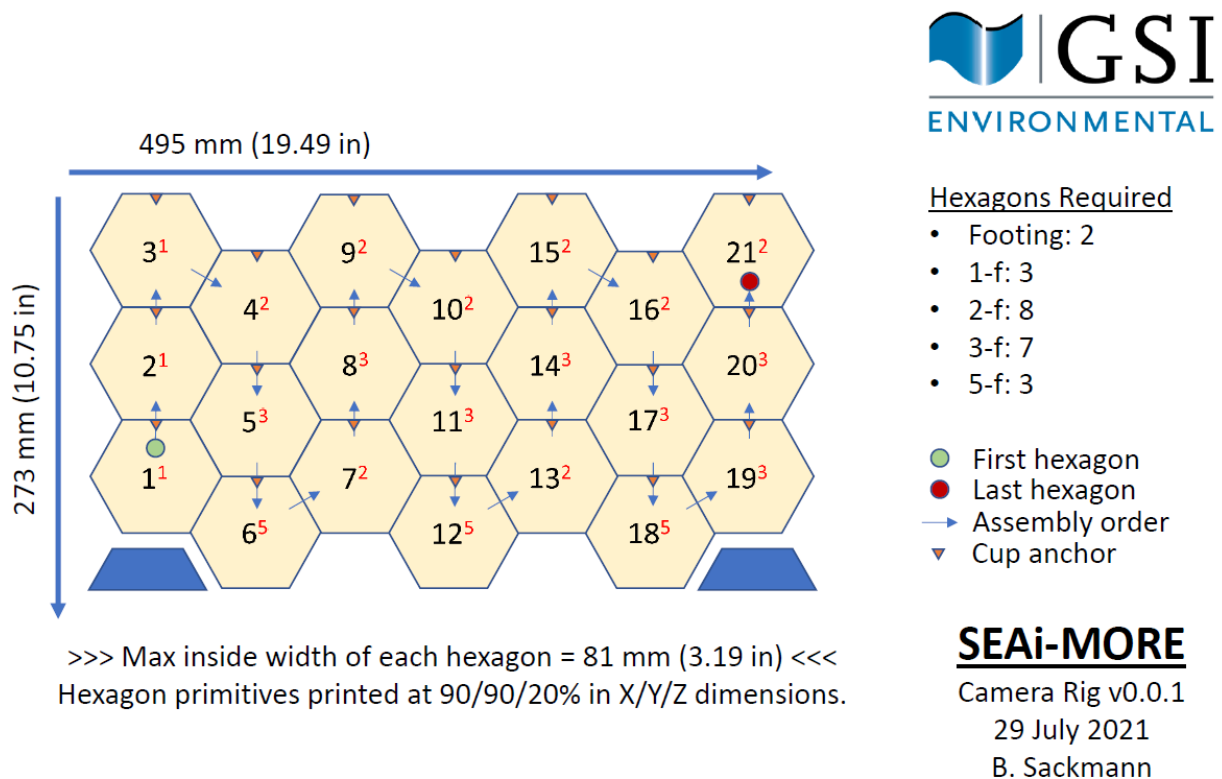 GSI
ENVIRONMENTAL
495 mm (19.49 in)
273 mm (10.75 in)
3¹ 9² 15² 21²
4² 10² 16²
2¹ 8³ 14³ 20³
5³ 11³ 17³
1¹ 7² 13² 19³
6⁵ 12⁵ 18⁵
>>> Max inside width of each hexagon = 81 mm (3.19 in) <<<
Hexagon primitives printed at 90/90/20% in X/Y/Z dimensions.
Hexagons Required
• Footing: 2
• 1-f: 3
• 2-f: 8
• 3-f: 7
• 5-f: 3
First hexagon
Last hexagon
Assembly order
Cup anchor
SEAi-MORE
Camera Rig v0.0.1
29 July 2021
B. Sackmann